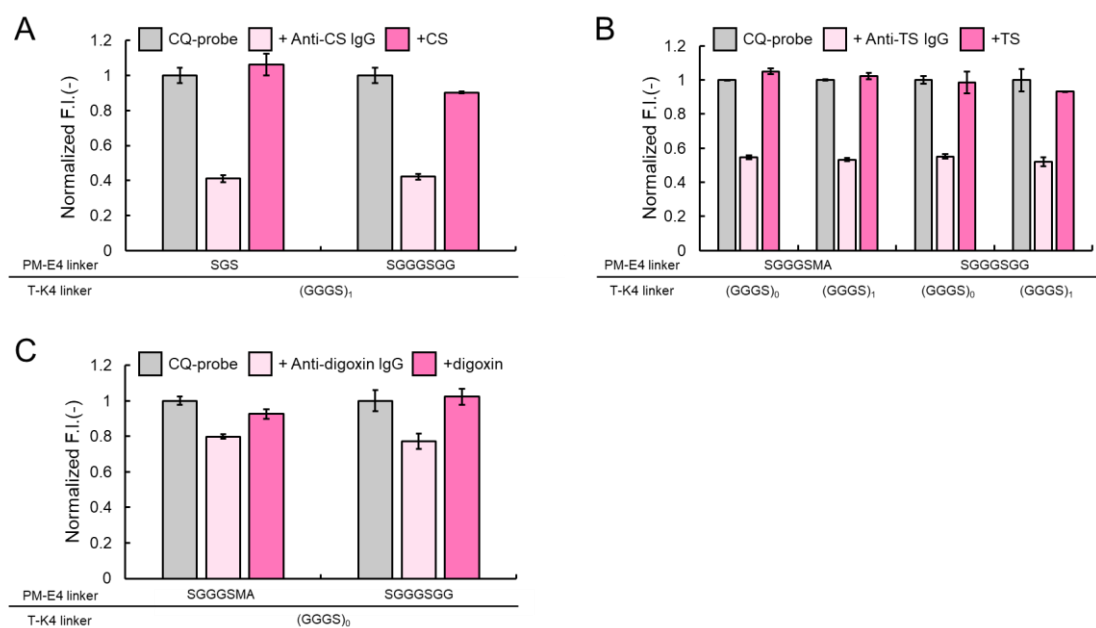 A
CQ-probe + Anti-CS IgG +CS
Normalized F.I.(-)
1.2
1
0.8
0.6
0.4
0.2
0
PM-E4 linker SGS SGGGSGG
T-K4 linker (GGGS)₁
B
CQ-probe + Anti-TS IgG +TS
Normalized F.I.(-)
1.2
1
0.8
0.6
0.4
0.2
0
PM-E4 linker SGGGSMA SGGGSGG
T-K4 linker (GGGS)₀ (GGGS)₁ (GGGS)₀ (GGGS)₁
C
CQ-probe + Anti-digoxin IgG +digoxin
Normalized F.I.(-)
1.2
1
0.8
0.6
0.4
0.2
0
PM-E4 linker SGGGSMA SGGGSGG
T-K4 linker (GGGS)₀